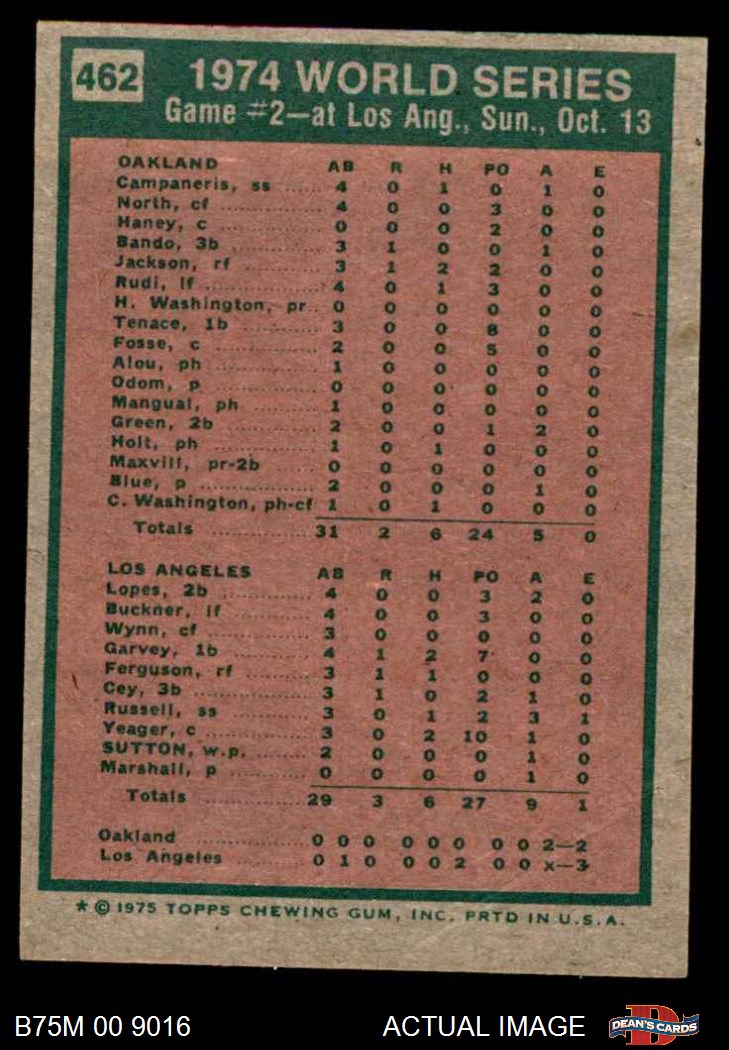 462
1974 WORLD SERIES
Game #2—at Los Ang., Sun., Oct. 13
OAKLAND AB R H PO A E
Campaneris, ss ...... 4 0 1 0 1 0
North, cf ............... 4 0 0 3 0 0
Haney, c ............... 0 0 0 2 0 0
Bando, 3b ............. 3 1 0 0 1 0
Jackson, rf ............ 3 1 2 2 0 0
Rudi, lf ................. 4 0 1 3 0 0
H. Washington, pr.. 0 0 0 0 0 0
Tenace, 1b ............ 3 0 0 8 0 0
Fosse, c ................ 2 0 0 5 0 0
Alou, ph ................ 1 0 0 0 0 0
Odom, p ................ 0 0 0 0 0 0
Mangual, ph .......... 1 0 0 0 0 0
Green, 2b .............. 2 0 0 1 2 0
Holt, ph ................. 1 0 1 0 0 0
Maxvill, pr-2b ........ 0 0 0 0 0 0
Blue, p .................. 2 0 0 0 1 0
C. Washington, ph-cf 1 0 1 0 0 0
Totals ................ 31 2 6 24 5 0
LOS ANGELES AB R H PO A E
Lopes, 2b .............. 4 0 0 3 2 0
Buckner, lf ............. 4 0 0 3 0 0
Wynn, cf ................ 3 0 0 0 0 0
Garvey, 1b ............. 4 1 2 7 0 0
Ferguson, rf ........... 3 1 1 0 0 0
Cey, 3b .................. 3 1 0 2 1 0
Russell, ss .............. 3 0 1 2 3 1
Yeager, c ............... 3 0 2 10 1 0
SUTTON, w.p. ......... 2 0 0 0 1 0
Marshall, p ............. 0 0 0 0 1 0
Totals ................ 29 3 6 27 9 1
Oakland ................ 0 0 0 0 0 0 0 0 2—2
Los Angeles ........... 0 1 0 0 0 2 0 0 x—3
* © 1975 TOPPS CHEWING GUM, INC. PRTD IN U.S.A.
B75M 00 9016 ACTUAL IMAGE
D
DEAN'S CARDS